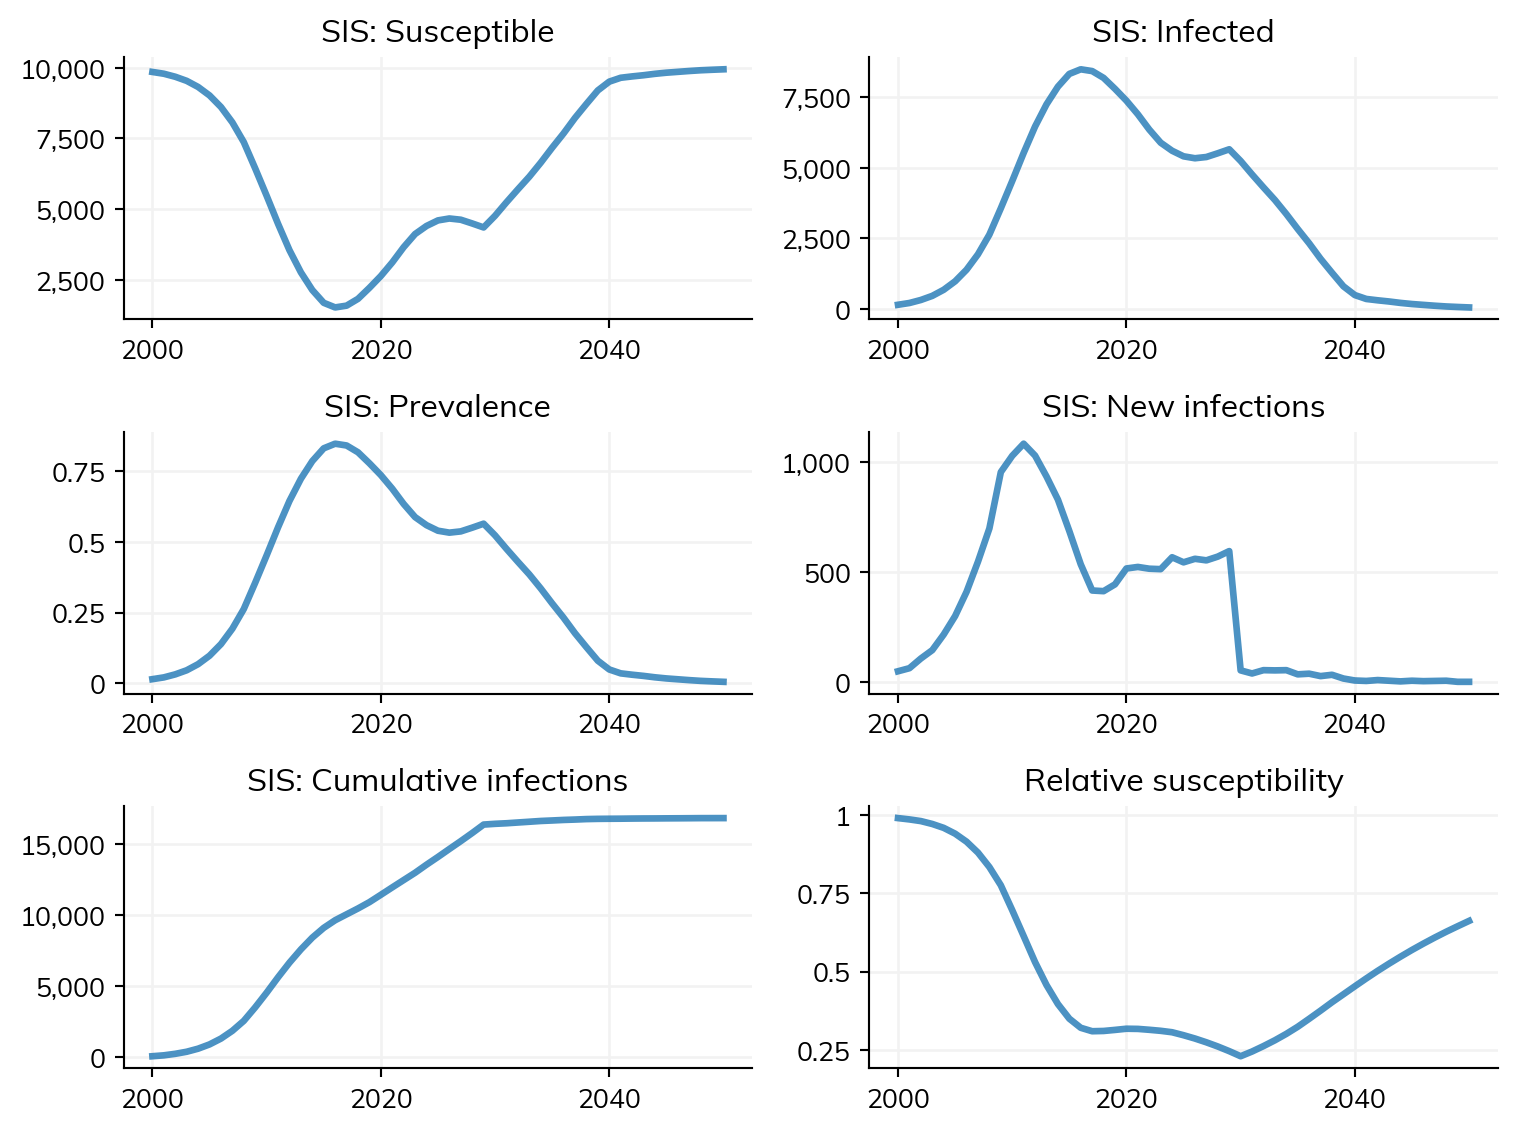 SIS: Susceptible
10,000
7,500
5,000
2,500
2000 2020 2040
SIS: Infected
7,500
5,000
2,500
0
2000 2020 2040
SIS: Prevalence
0.75
0.5
0.25
0
2000 2020 2040
SIS: New infections
1,000
500
0
2000 2020 2040
SIS: Cumulative infections
15,000
10,000
5,000
0
2000 2020 2040
Relative susceptibility
1
0.75
0.5
0.25
2000 2020 2040